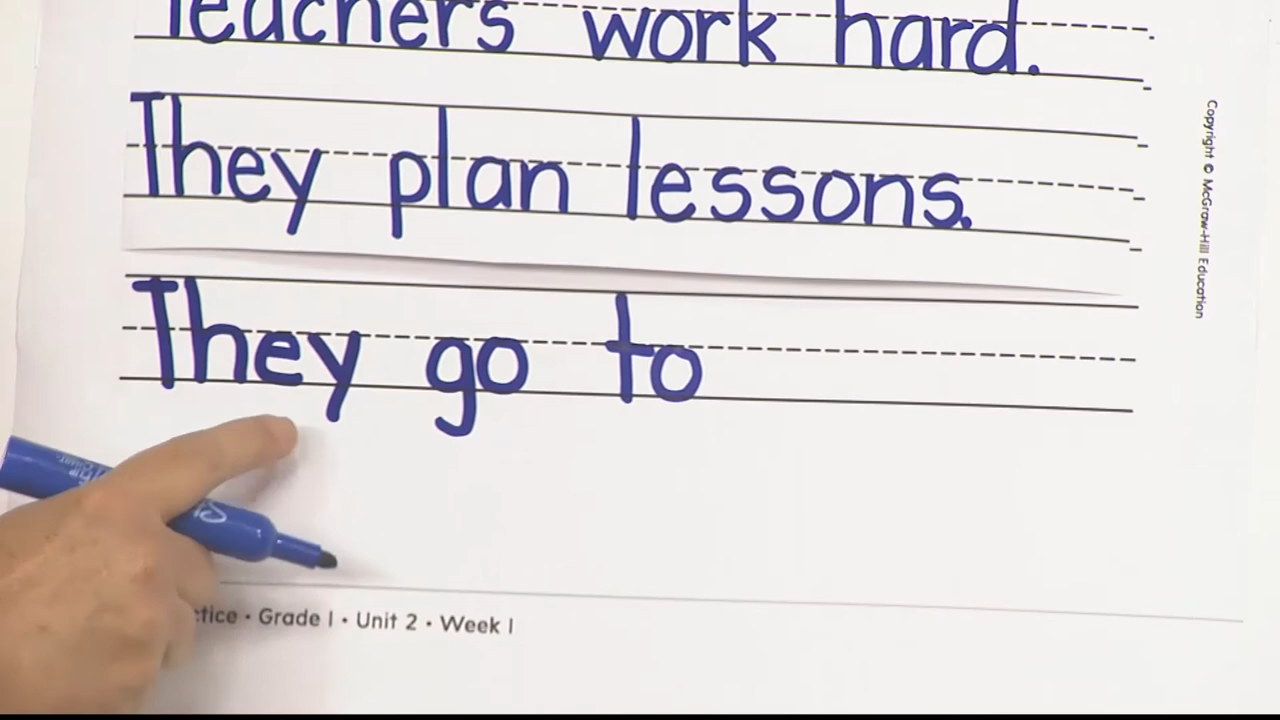 Teachers work hard.
They plan lessons.
They go to
Grade 1 • Unit 2 • Week 1
Copyright © McGraw-Hill Education